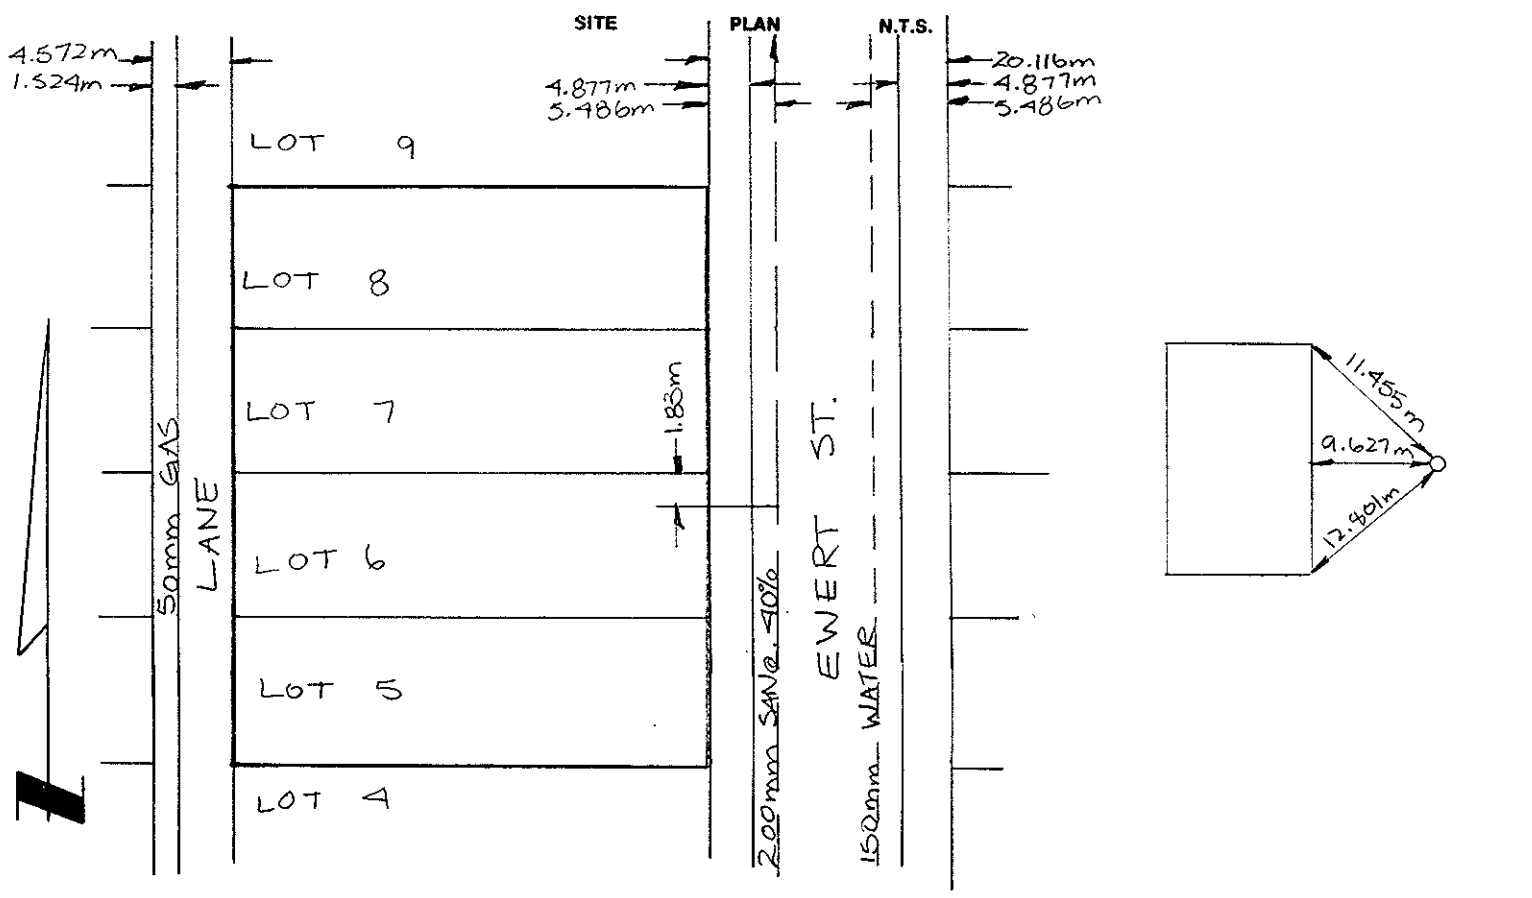 SITE PLAN N.T.S.
4.572m
1.524m
4.877m
5.486m
20.116m
4.877m
5.486m
LOT 9
LOT 8
LOT 7
LOT 6
LOT 5
LOT 4
50mm GAS
LANE
1.83m
200mm SAN@.40%
EWERT ST.
150mm WATER
11.455m
9.627m
12.801m